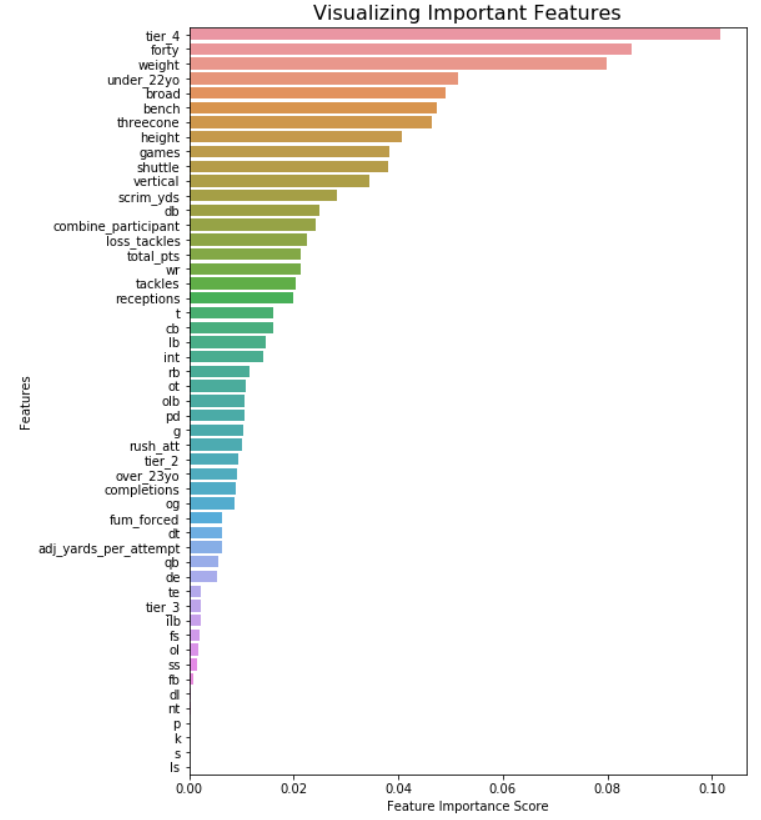 Visualizing Important Features
tier_4
forty
weight
under_22yo
broad
bench
threecone
height
games
shuttle
vertical
scrim_yds
db
combine_participant
loss_tackles
total_pts
wr
tackles
receptions
t
cb
lb
int
rb
ot
olb
pd
g
rush_att
tier_2
over_23yo
completions
og
fum_forced
dt
adj_yards_per_attempt
qb
de
te
tier_3
ilb
fs
ol
ss
fb
dl
nt
p
k
s
ls
Features
0.00 0.02 0.04 0.06 0.08 0.10
Feature Importance Score